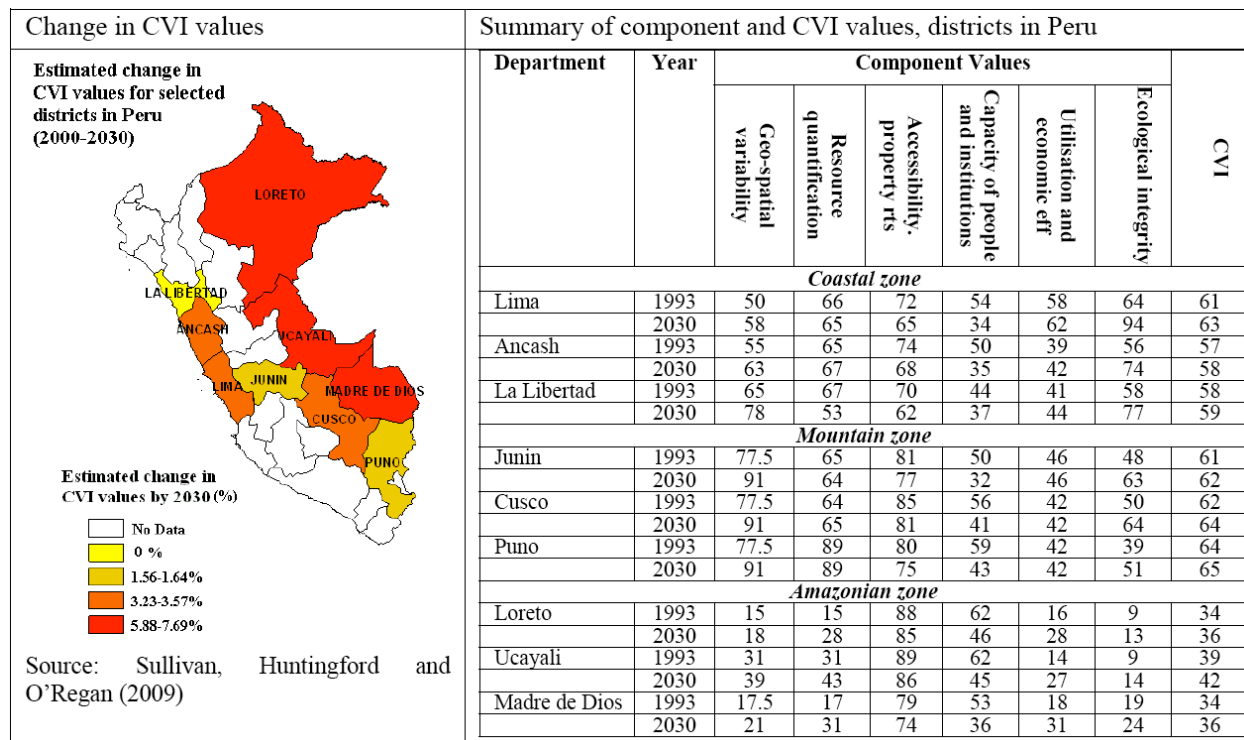 Change in CVI values
Estimated change in
CVI values for selected
districts in Peru
(2000-2030)
LORETO
LA LIBERTAD
ANCASH
UCAYALI
LIMA
JUNIN
MADRE DE DIOS
CUSCO
PUNO
Estimated change in
CVI values by 2030 (%)
No Data
0 %
1.56-1.64%
3.23-3.57%
5.88-7.69%
Source: Sullivan, Huntingford and
O'Regan (2009)
Summary of component and CVI values, districts in Peru
Department Year Component Values CVI
Geo-spatial
variability
Resource
quantification
Accessibility.
property rts
Capacity of people
and institutions
Utilisation and
economic eff
Ecological integrity
Coastal zone
Lima 1993 50 66 72 54 58 64 61
2030 58 65 65 34 62 94 63
Ancash 1993 55 65 74 50 39 56 57
2030 63 67 68 35 42 74 58
La Libertad 1993 65 67 70 44 41 58 58
2030 78 53 62 37 44 77 59
Mountain zone
Junin 1993 77.5 65 81 50 46 48 61
2030 91 64 77 32 46 63 62
Cusco 1993 77.5 64 85 56 42 50 62
2030 91 65 81 41 42 64 64
Puno 1993 77.5 89 80 59 42 39 64
2030 91 89 75 43 42 51 65
Amazonian zone
Loreto 1993 15 15 88 62 16 9 34
2030 18 28 85 46 28 13 36
Ucayali 1993 31 31 89 62 14 9 39
2030 39 43 86 45 27 14 42
Madre de Dios 1993 17.5 17 79 53 18 19 34
2030 21 31 74 36 31 24 36